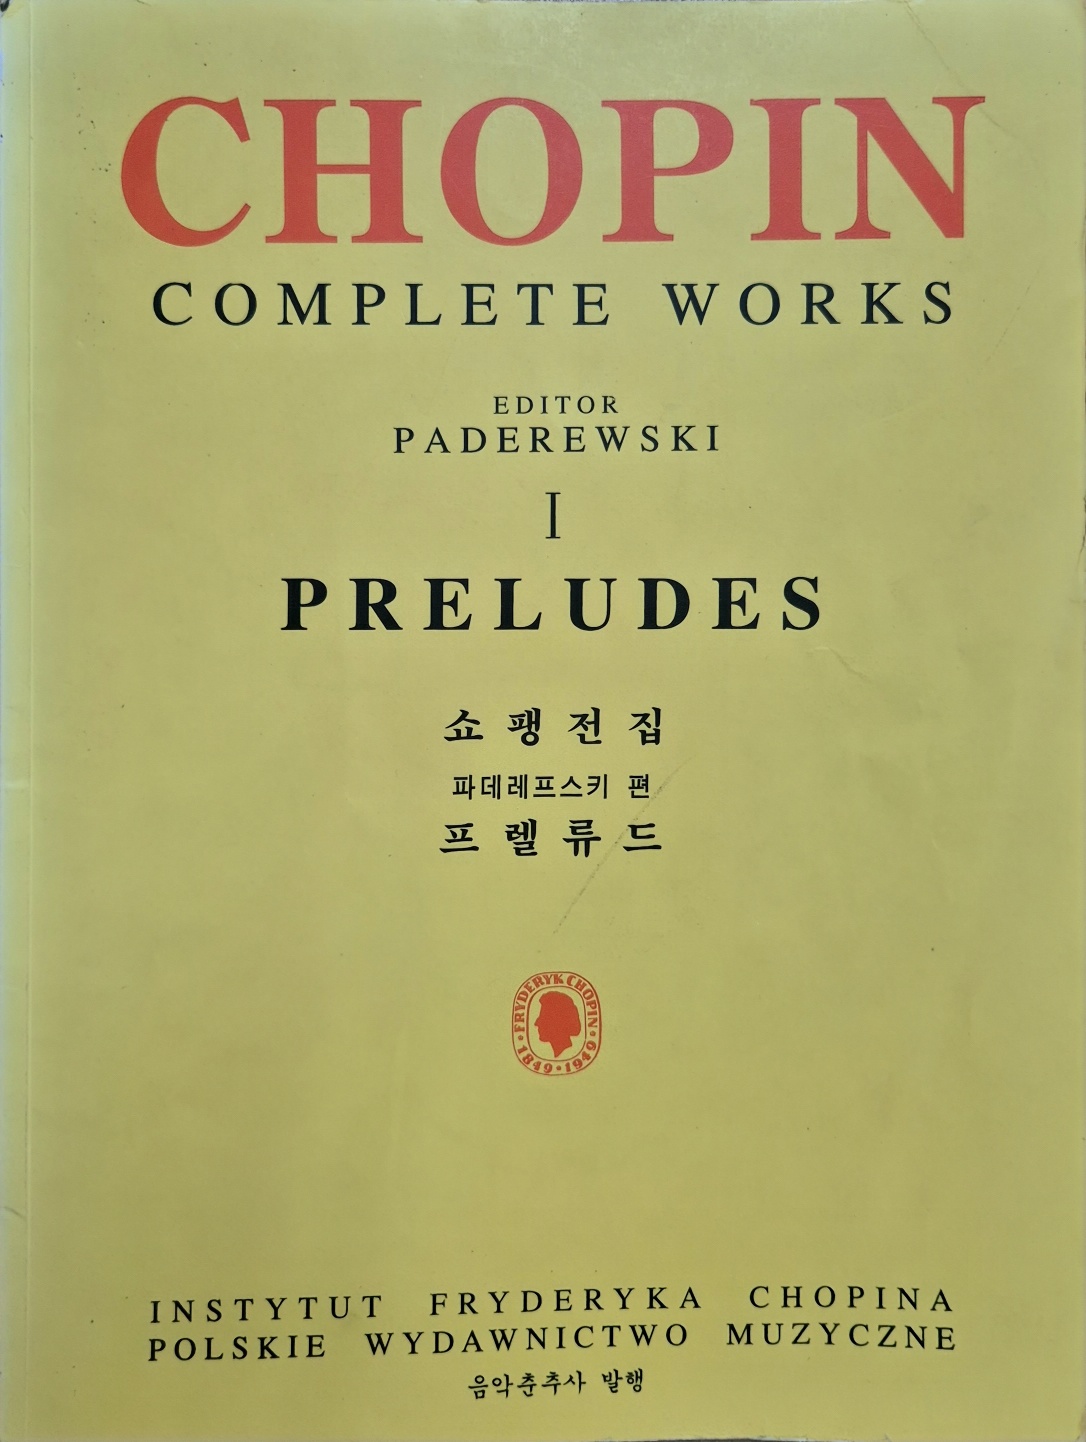 CHOPIN
COMPLETE WORKS
EDITOR
PADEREWSKI
I
PRELUDES
쇼팽전집
파데레프스키 편
프렐류드
FRYDERYK CHOPIN
1849 · 1949
INSTYTUT FRYDERYKA CHOPINA
POLSKIE WYDAWNICTWO MUZYCZNE
음악춘추사 발행